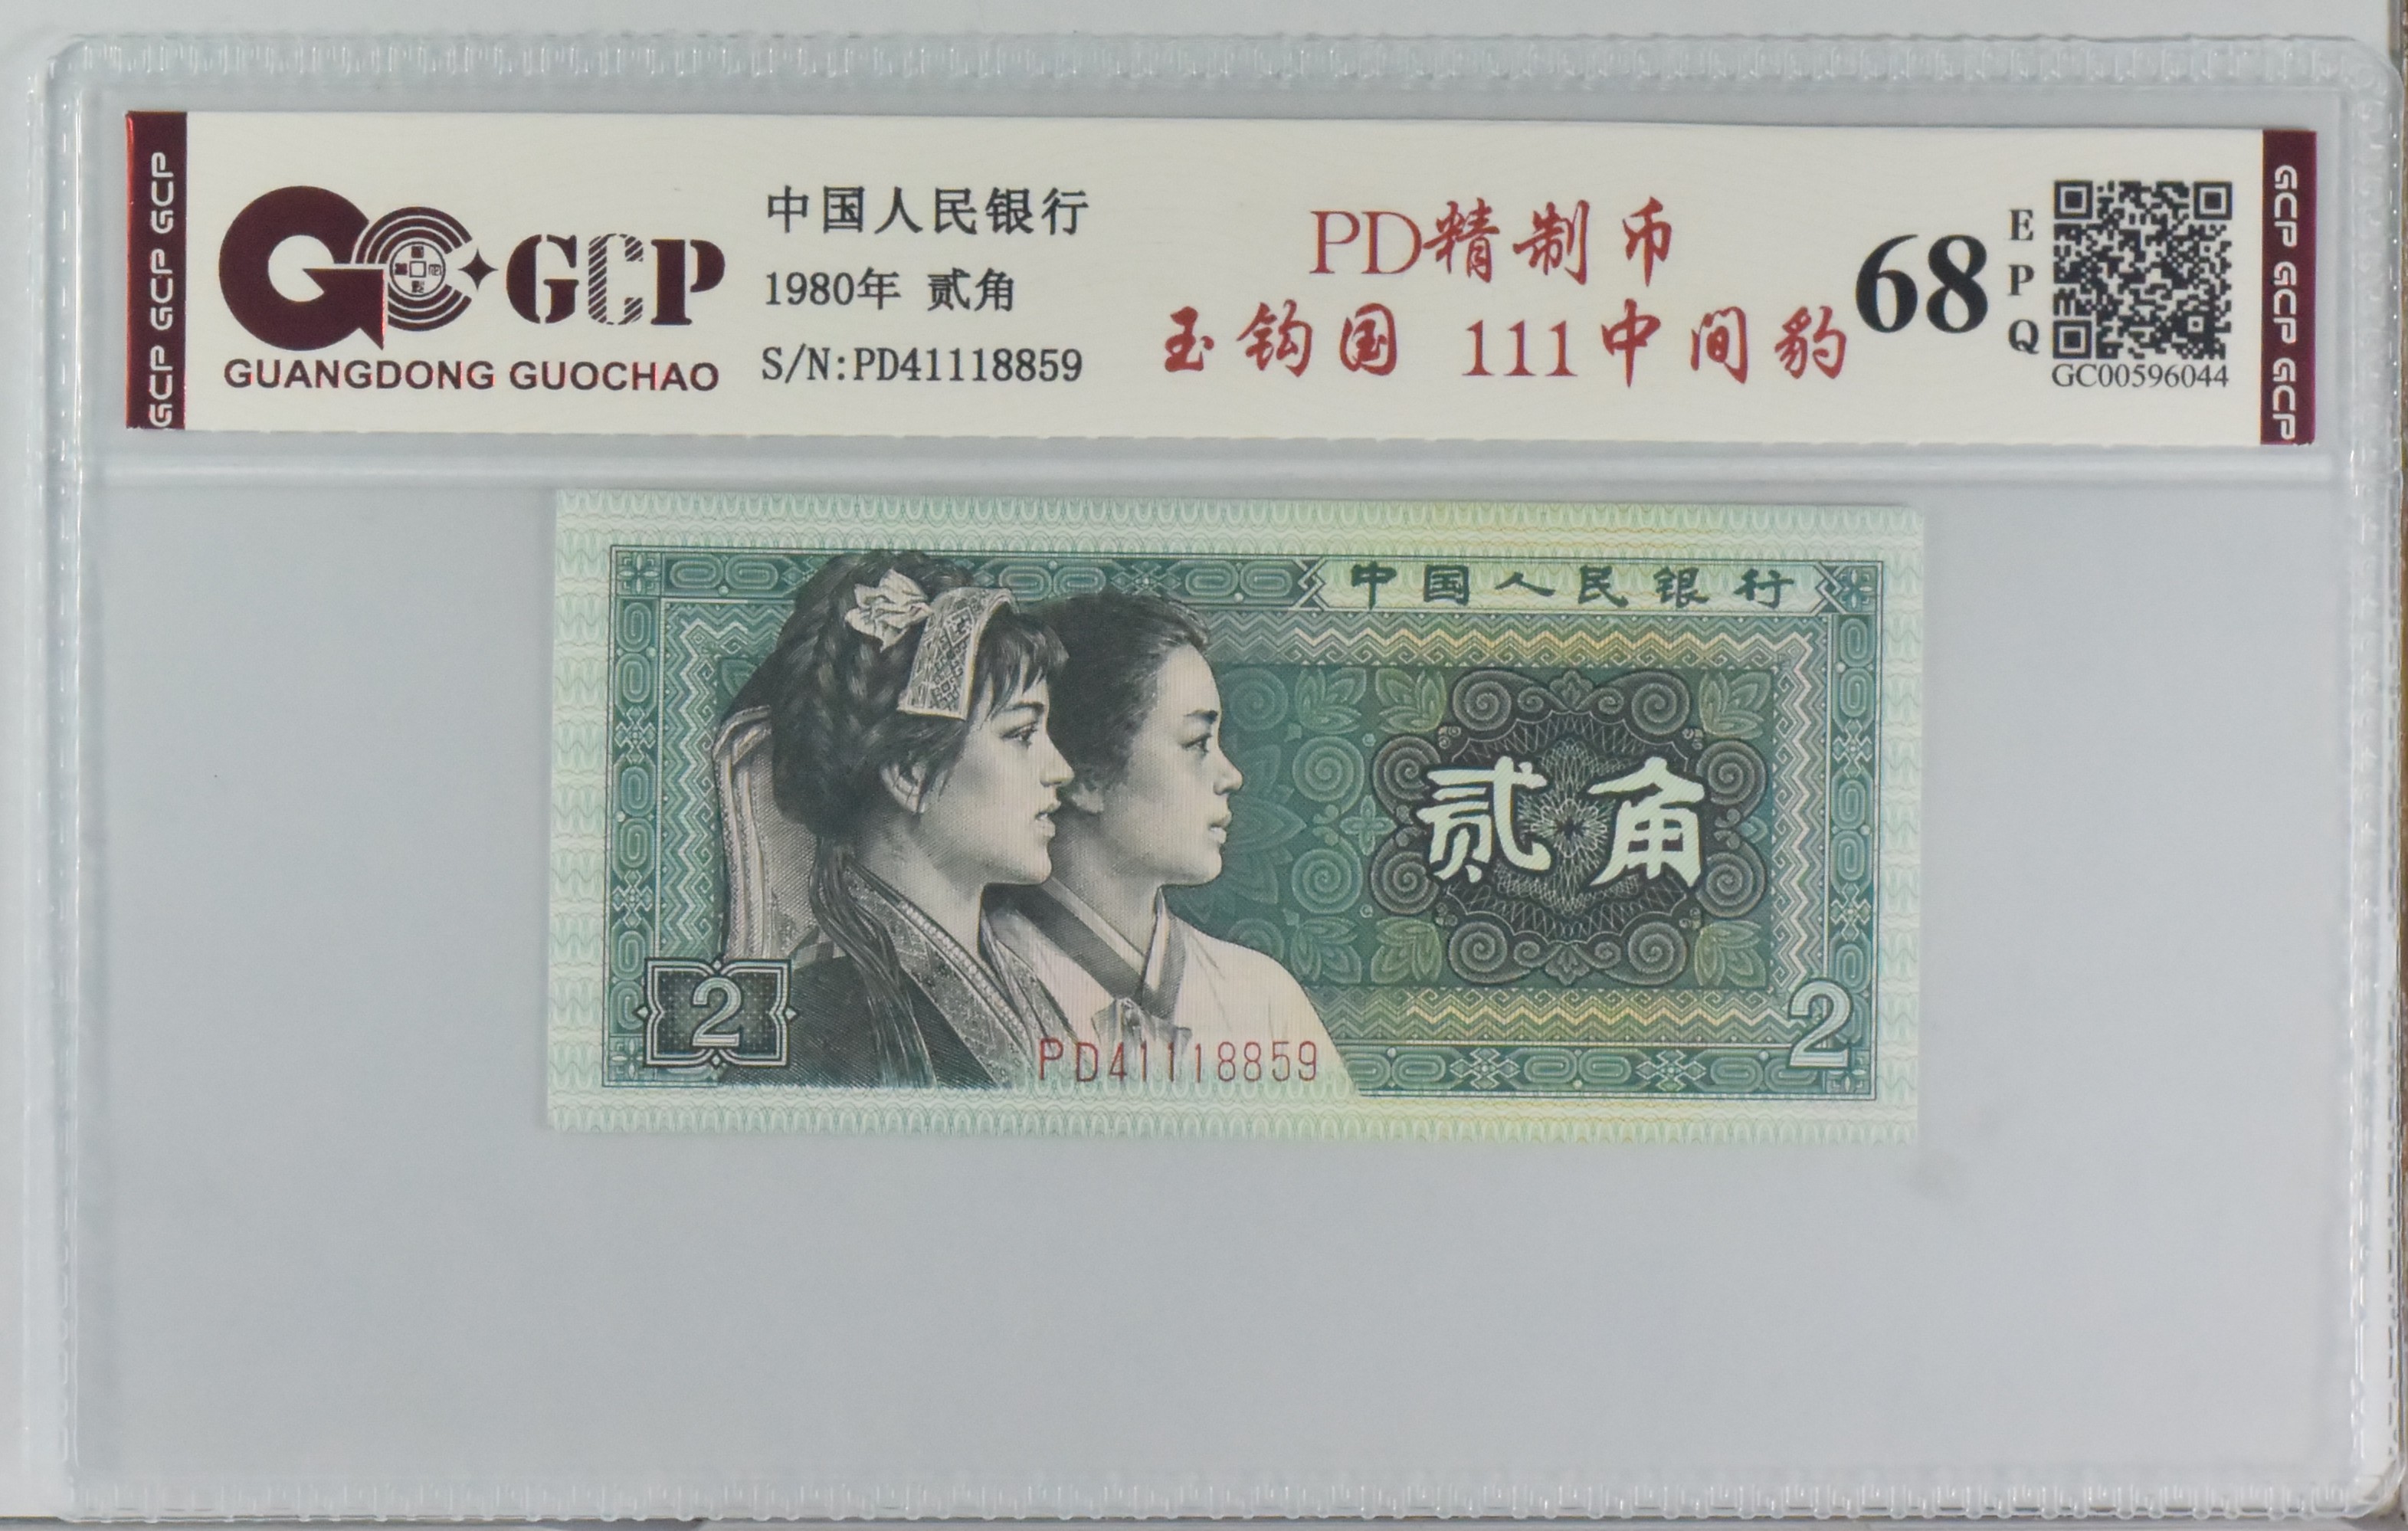 GCP GCP GCP
GCP
GUANGDONG GUOCHAO
中国人民银行
1980年 贰角
S/N:PD41118859
PD精制币
玉钩国 111中间豹
68
E
P
Q
GC00596044
GCP GCP GCP
中国人民银行
贰角
2
2
PD41118859